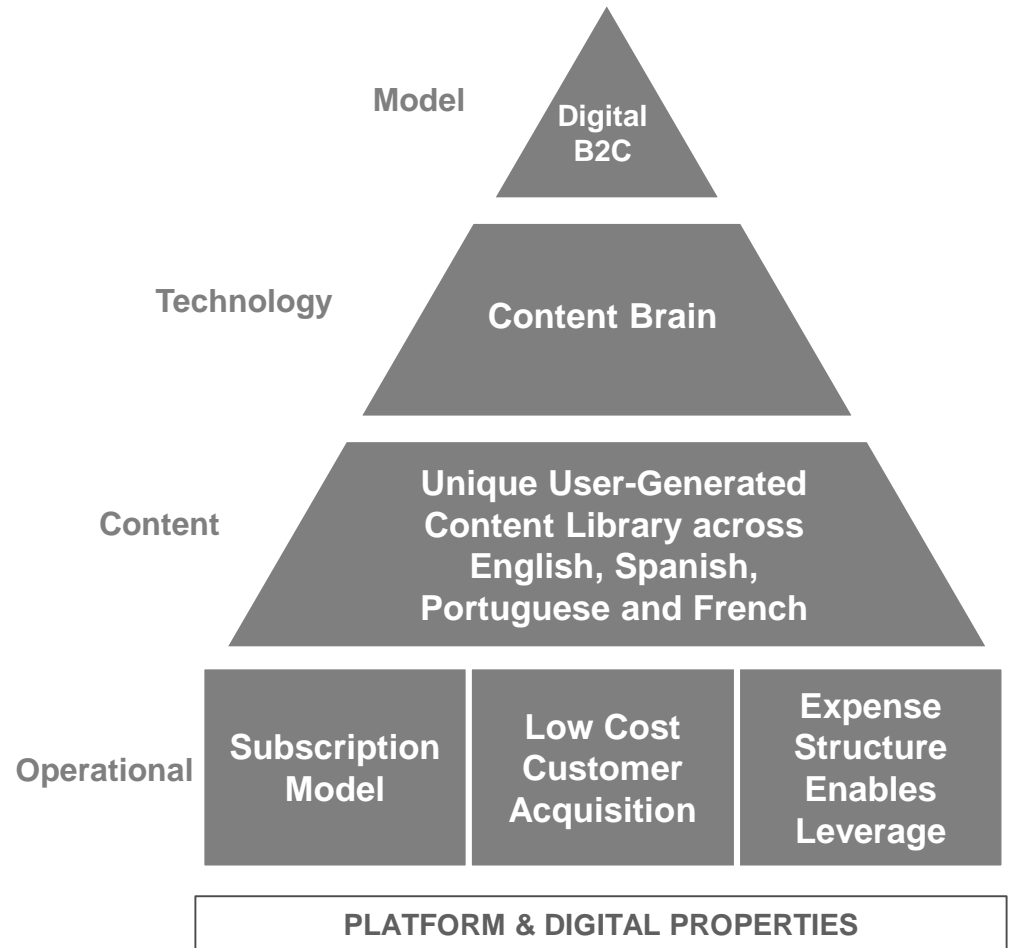 Model
Digital
B2C
Technology
Content Brain
Content
Unique User-Generated
Content Library across
English, Spanish,
Portuguese and French
Operational
Subscription
Model
Low Cost
Customer
Acquisition
Expense
Structure
Enables
Leverage
PLATFORM & DIGITAL PROPERTIES